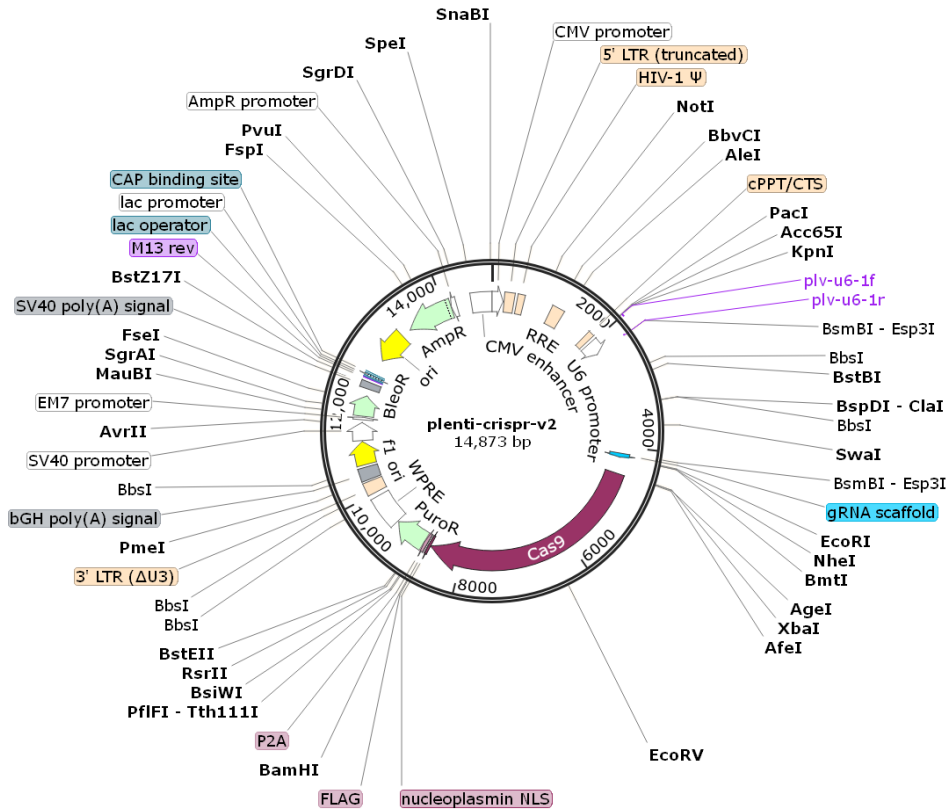 SnaBI
CMV promoter
SpeI
5' LTR (truncated)
SgrDI
HIV-1 Ψ
AmpR promoter
NotI
PvuI
BbvCI
FspI
AleI
CAP binding site
cPPT/CTS
lac promoter
PacI
lac operator
Acc65I
M13 rev
KpnI
BstZ17I
plv-u6-1f
plv-u6-1r
SV40 poly(A) signal
BsmBI - Esp3I
FseI
BbsI
SgrAI
BstBI
MauBI
EM7 promoter
BspDI - ClaI
BbsI
AvrII
SwaI
SV40 promoter
BsmBI - Esp3I
BbsI
gRNA scaffold
bGH poly(A) signal
EcoRI
PmeI
NheI
BmtI
3' LTR (ΔU3)
AgeI
BbsI
XbaI
BbsI
AfeI
BstEII
RsrII
BsiWI
PflFI - Tth111I
P2A
EcoRV
BamHI
FLAG
nucleoplasmin NLS
14,000
2000
4000
6000
8000
10,000
12,000
AmpR
ori
CMV enhancer
RRE
U6 promoter
BleoR
f1 ori
WPRE
PuroR
Cas9
plenti-crispr-v2
14,873 bp